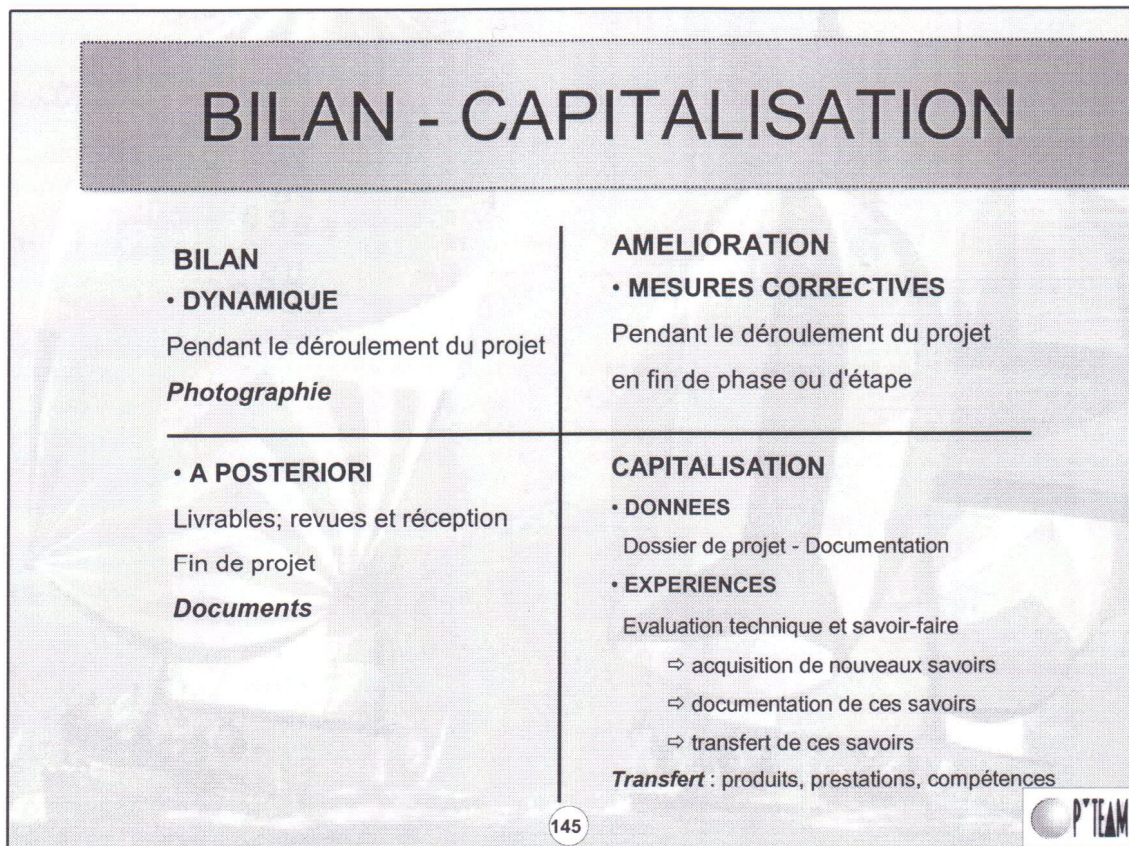 BILAN - CAPITALISATION
BILAN
• DYNAMIQUE
Pendant le déroulement du projet
Photographie
AMELIORATION
• MESURES CORRECTIVES
Pendant le déroulement du projet
en fin de phase ou d'étape
• A POSTERIORI
Livrables; revues et réception
Fin de projet
Documents
CAPITALISATION
• DONNEES
Dossier de projet - Documentation
• EXPERIENCES
Evaluation technique et savoir-faire
⇨ acquisition de nouveaux savoirs
⇨ documentation de ces savoirs
⇨ transfert de ces savoirs
Transfert : produits, prestations, compétences
145
P'TEAM